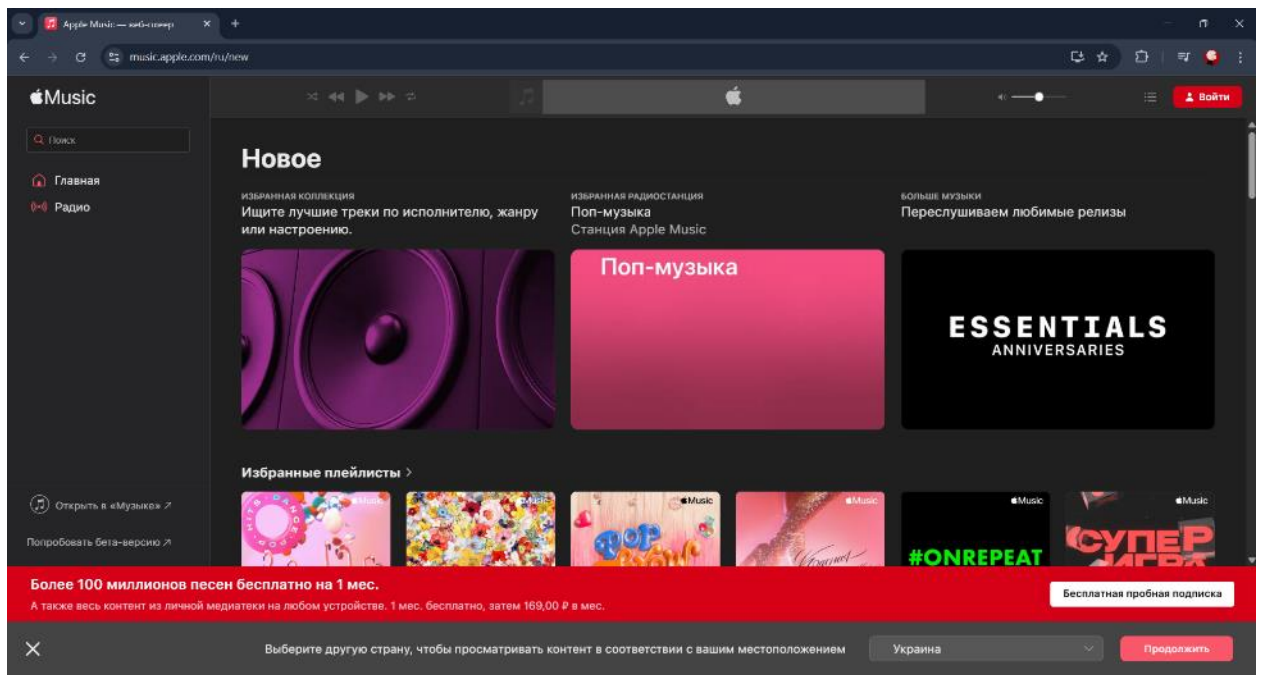 Apple Music — веб-плеер
music.apple.com/ru/new
Music
Войти
Поиск
Главная
Радио
Новое
ИЗБРАННАЯ КОЛЛЕКЦИЯ
Ищите лучшие треки по исполнителю, жанру
или настроению.
ИЗБРАННАЯ РАДИОСТАНЦИЯ
Поп-музыка
Станция Apple Music
Поп-музыка
БОЛЬШЕ МУЗЫКИ
Переслушиваем любимые релизы
ESSENTIALS
ANNIVERSARIES
Избранные плейлисты >
Music
Music
Music
Music
Music
Music
#ONREPEAT
СУПЕР
ИГРА
Открыть в «Музыке» ↗
Попробовать бета-версию ↗
Более 100 миллионов песен бесплатно на 1 мес.
А также весь контент из личной медиатеки на любом устройстве. 1 мес. бесплатно, затем 169,00 ₽ в мес.
Бесплатная пробная подписка
Выберите другую страну, чтобы просматривать контент в соответствии с вашим местоположением
Украина
Продолжить